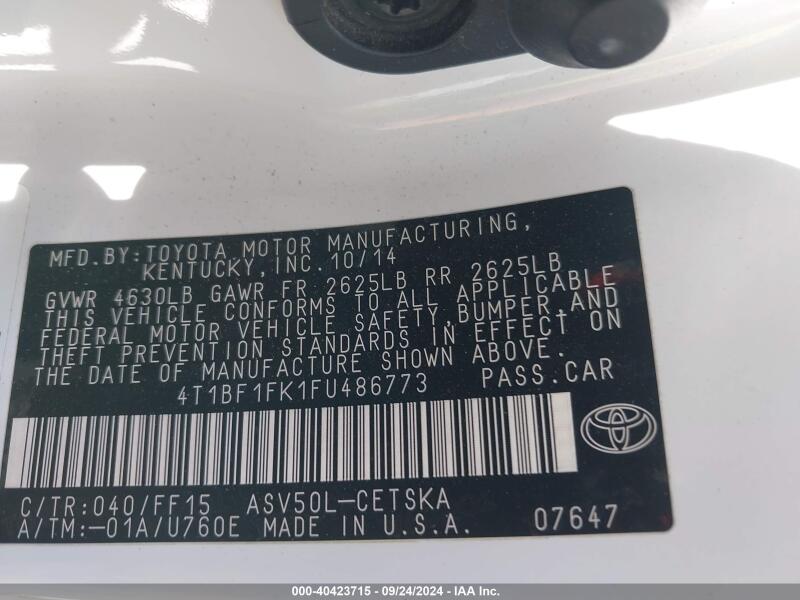 MFD.BY:TOYOTA MOTOR MANUFACTURING,
KENTUCKY, INC. 10/14
GVWR 4630LB GAWR FR 2625LB RR 2625LB
THIS VEHICLE CONFORMS TO ALL APPLICABLE
FEDERAL MOTOR VEHICLE SAFETY,BUMPER,AND
THEFT PREVENTION STANDARDS IN EFFECT ON
THE DATE OF MANUFACTURE SHOWN ABOVE.
4T1BF1FK1FU486773 PASS.CAR
C/TR:040/FF15 ASV50L-CETSKA
A/TM:-01A/U760E MADE IN U.S.A. 07647
000-40423715 - 09/24/2024 - IAA Inc.